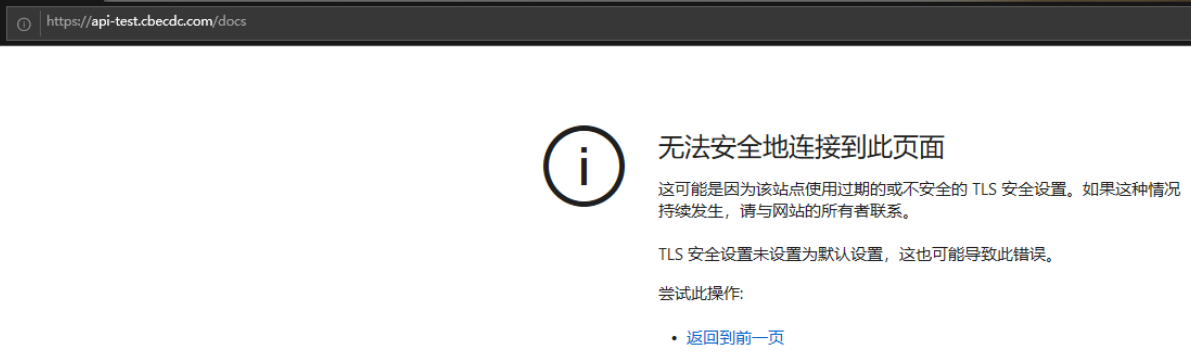 https://api-test.cbecdc.com/docs
无法安全地连接到此页面
这可能是因为该站点使用过期的或不安全的 TLS 安全设置。如果这种情况
持续发生，请与网站的所有者联系。
TLS 安全设置未设置为默认设置，这也可能导致此错误。
尝试此操作:
• 返回到前一页